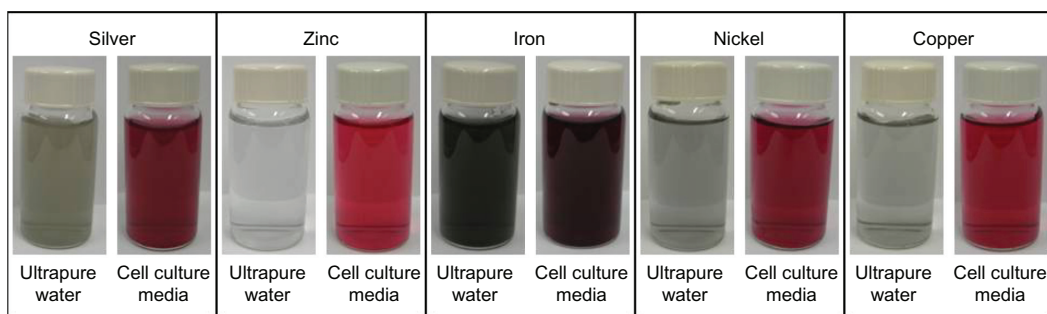 Silver
Zinc
Iron
Nickel
Copper
Ultrapure
water
Cell culture
media
Ultrapure
water
Cell culture
media
Ultrapure
water
Cell culture
media
Ultrapure
water
Cell culture
media
Ultrapure
water
Cell culture
media